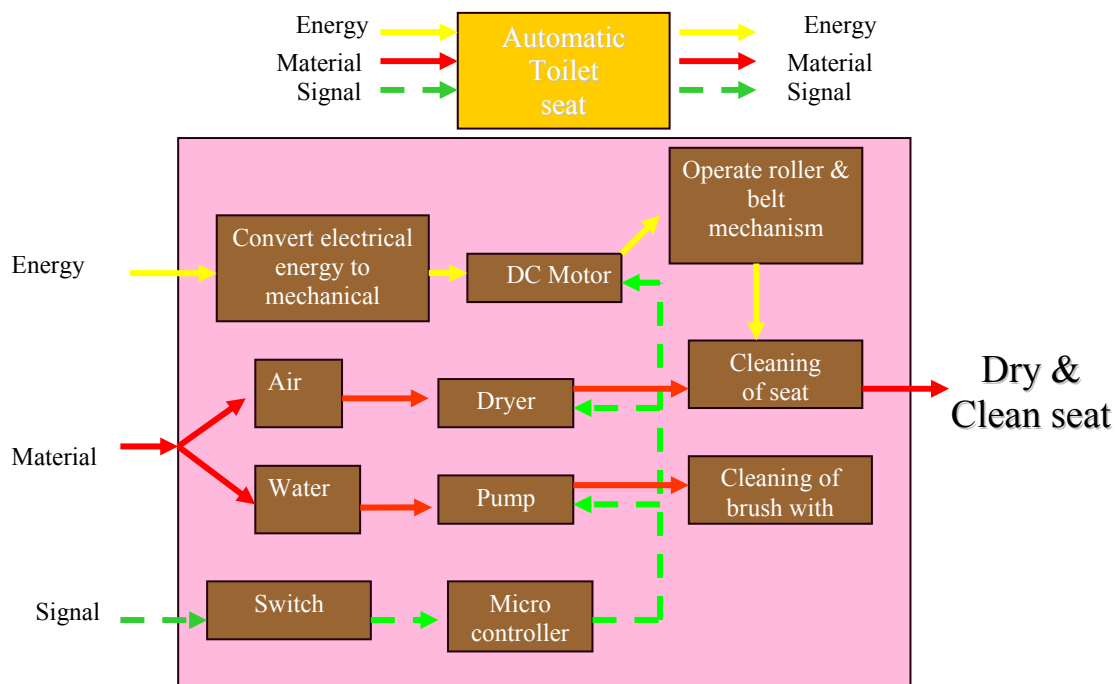 Energy
Material
Signal
Automatic
Toilet
seat
Energy
Material
Signal
Operate roller &
belt
mechanism
Convert electrical
energy to
mechanical
Energy
DC Motor
Cleaning
of seat
Dry &
Clean seat
Air
Dryer
Material
Water
Pump
Cleaning of
brush with
Signal
Switch
Micro
controller